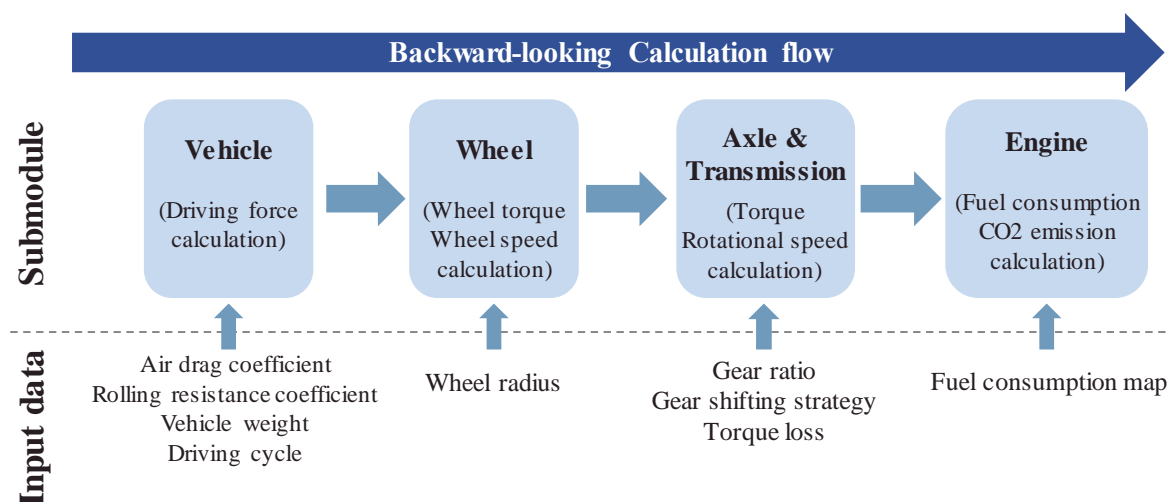 Backward-looking Calculation flow
Submodule
Vehicle
(Driving force
calculation)
Wheel
(Wheel torque
Wheel speed
calculation)
Axle &
Transmission
(Torque
Rotational speed
calculation)
Engine
(Fuel consumption
CO2 emission
calculation)
Input data
Air drag coefficient
Rolling resistance coefficient
Vehicle weight
Driving cycle
Wheel radius
Gear ratio
Gear shifting strategy
Torque loss
Fuel consumption map